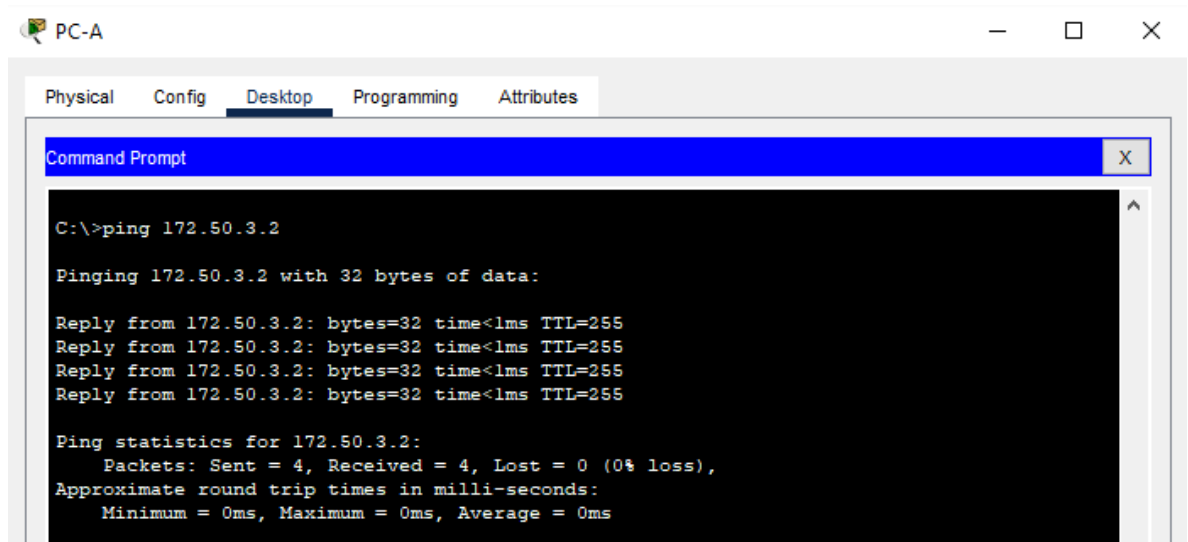 PC-A
Physical Config Desktop Programming Attributes
Command Prompt X
C:\>ping 172.50.3.2
Pinging 172.50.3.2 with 32 bytes of data:
Reply from 172.50.3.2: bytes=32 time<1ms TTL=255
Reply from 172.50.3.2: bytes=32 time<1ms TTL=255
Reply from 172.50.3.2: bytes=32 time<1ms TTL=255
Reply from 172.50.3.2: bytes=32 time<1ms TTL=255
Ping statistics for 172.50.3.2:
Packets: Sent = 4, Received = 4, Lost = 0 (0% loss),
Approximate round trip times in milli-seconds:
Minimum = 0ms, Maximum = 0ms, Average = 0ms